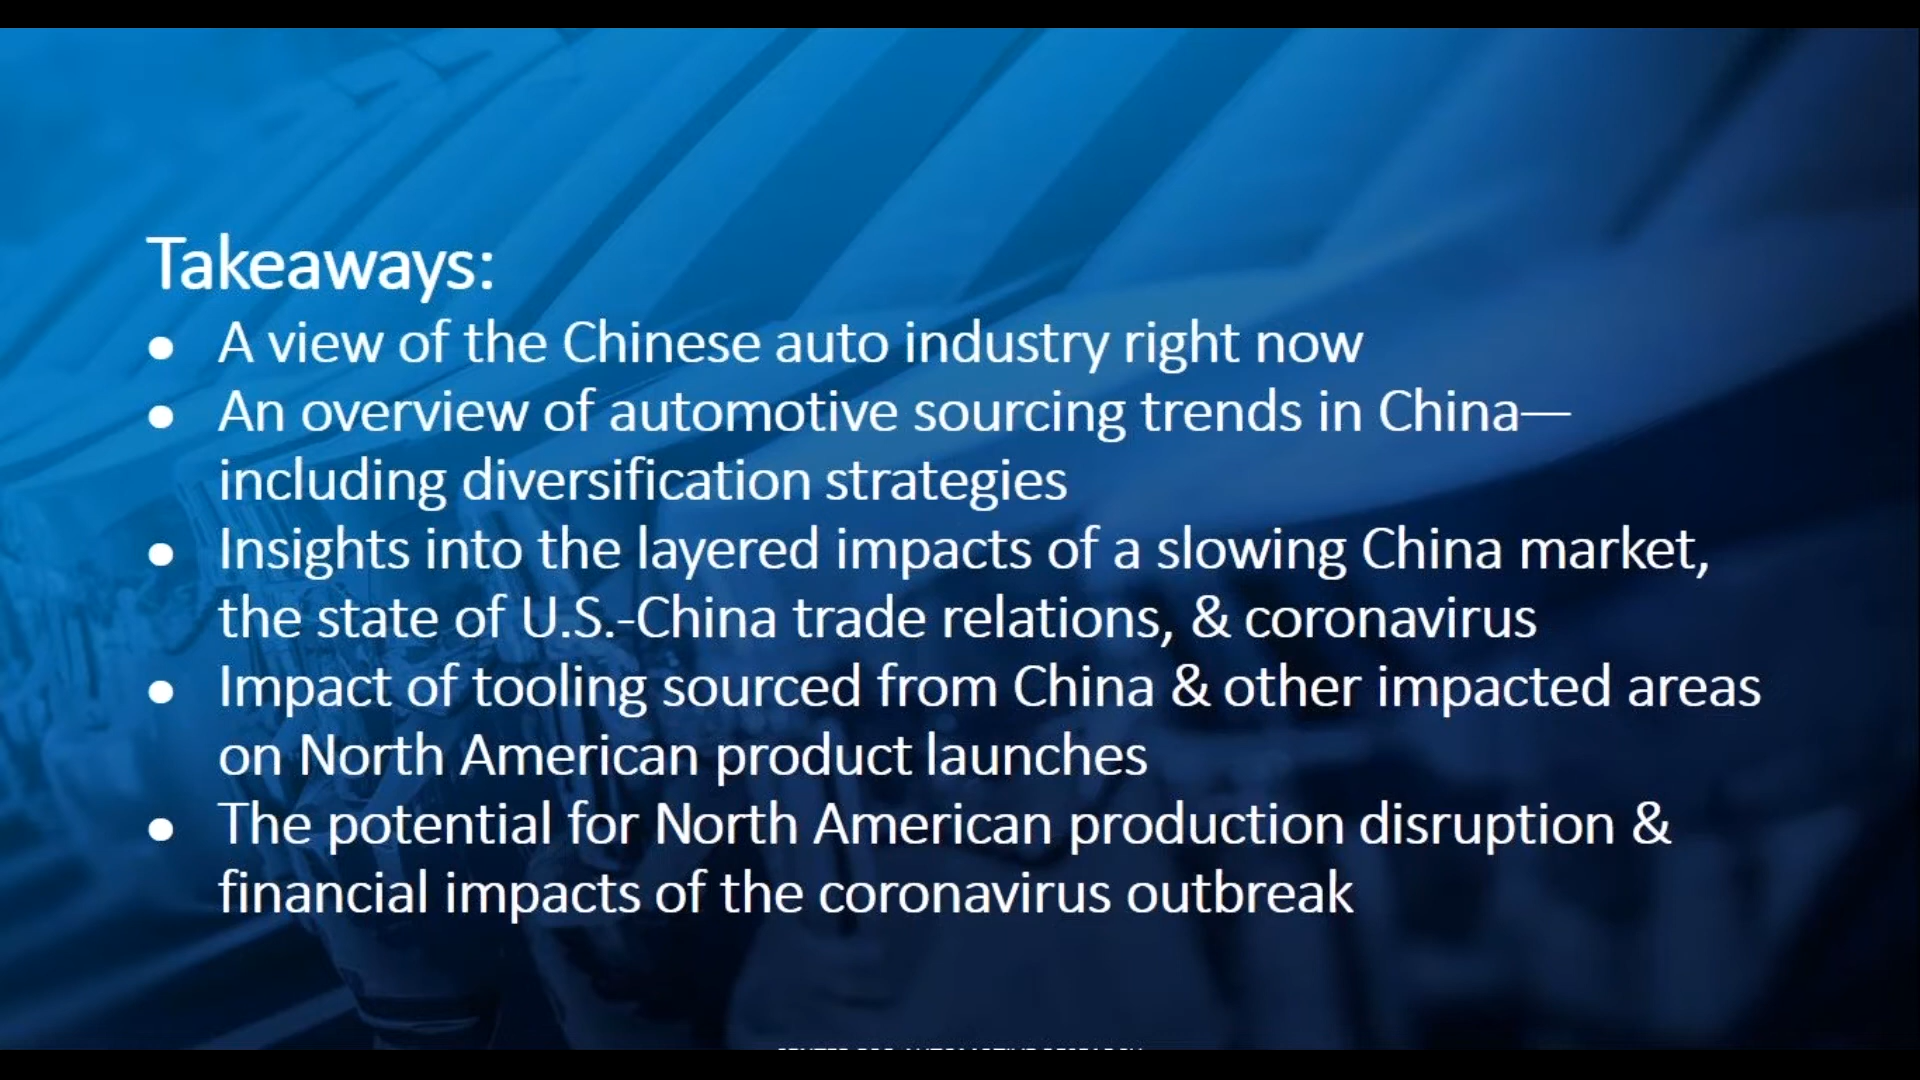 Takeaways:
● A view of the Chinese auto industry right now
● An overview of automotive sourcing trends in China—
including diversification strategies
● Insights into the layered impacts of a slowing China market,
the state of U.S.-China trade relations, & coronavirus
● Impact of tooling sourced from China & other impacted areas
on North American product launches
● The potential for North American production disruption &
financial impacts of the coronavirus outbreak